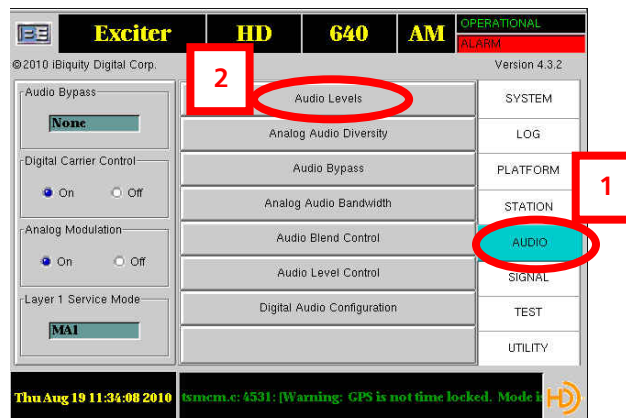 Exciter HD 640 AM OPERATIONAL
ALARM
©2010 iBiquity Digital Corp. Version 4.3.2
2
1
Audio Bypass
None
Digital Carrier Control
On Off
Analog Modulation
On Off
Layer 1 Service Mode
MA1
Audio Levels
Analog Audio Diversity
Audio Bypass
Analog Audio Bandwidth
Audio Blend Control
Audio Level Control
Digital Audio Configuration
SYSTEM
LOG
PLATFORM
STATION
AUDIO
SIGNAL
TEST
UTILITY
Thu Aug 19 11:34:08 2010 tsmcm.c: 4531: [Warning: GPS is not time locked. Mode i
HD